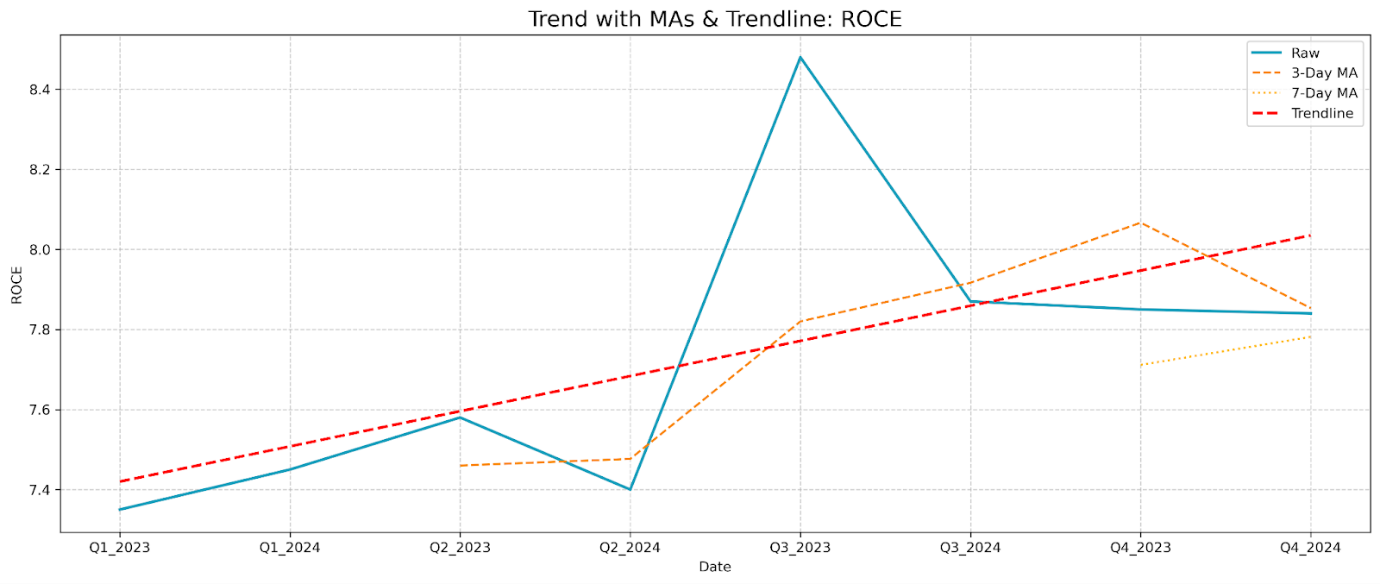 Trend with MAs & Trendline: ROCE
Raw
3-Day MA
7-Day MA
Trendline
8.4
8.2
8.0
7.8
7.6
7.4
ROCE
Q1_2023 Q1_2024 Q2_2023 Q2_2024 Q3_2023 Q3_2024 Q4_2023 Q4_2024
Date